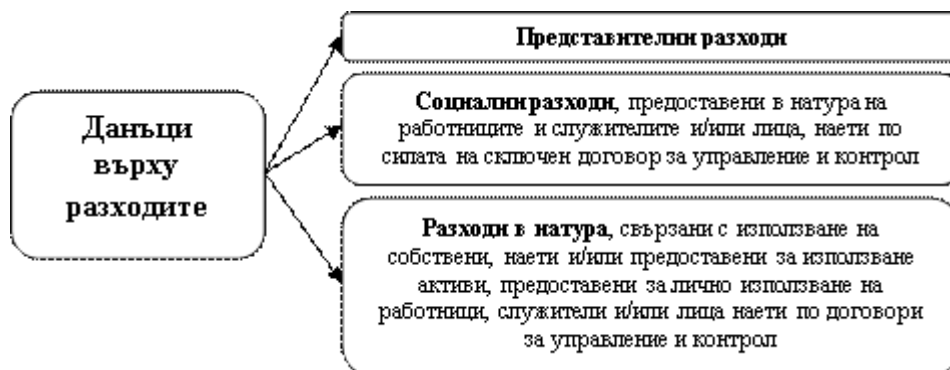 Данъци
върху
разходите
Представителни разходи
Социални разходи, предоставени в натура на
работниците и служителите и/или лица, наети по
силата на сключен договор за управление и контрол
Разходи в натура, свързани с използване на
собствени, наети и/или предоставени за използване
активи, предоставени за лично използване на
работници, служители и/или лица наети по договори
за управление и контрол